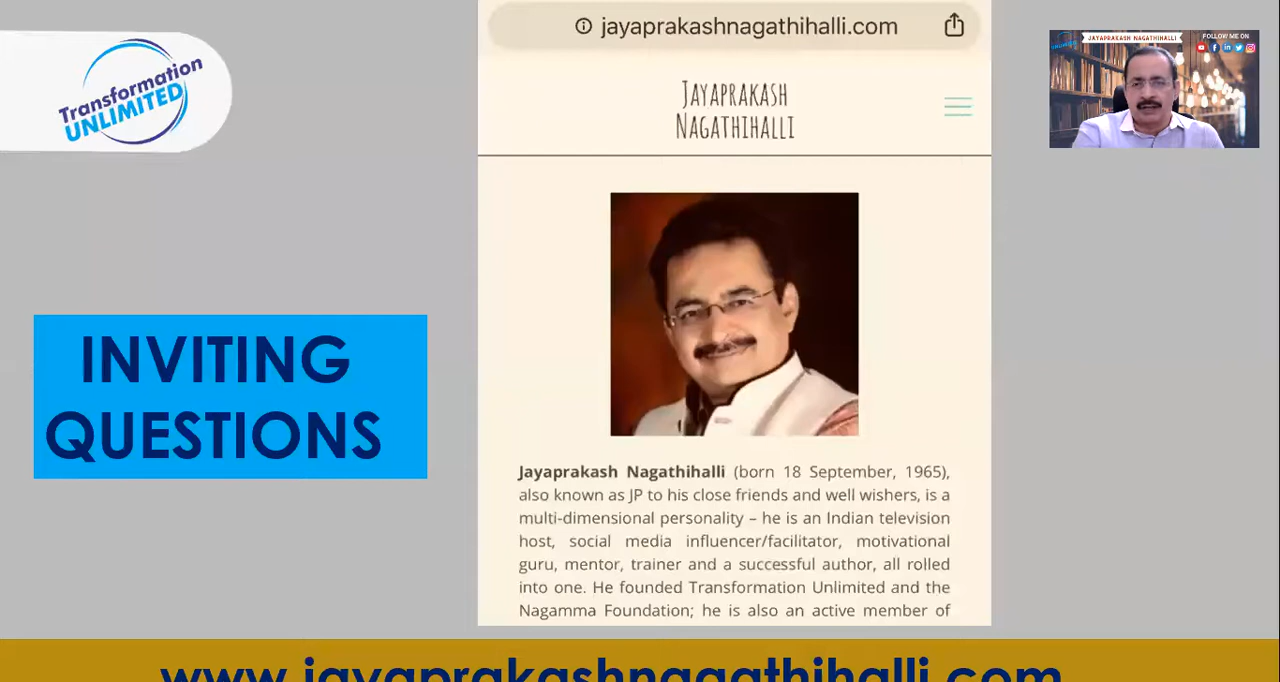 jayaprakashnagathihalli.com
JAYAPRAKASH
NAGATHIHALLI
Transformation
UNLIMITED
JAYAPRAKASH NAGATHIHALLI
FOLLOW ME ON
INVITING
QUESTIONS
Jayaprakash Nagathihalli (born 18 September, 1965),
also known as JP to his close friends and well wishers, is a
multi-dimensional personality – he is an Indian television
host, social media influencer/facilitator, motivational
guru, mentor, trainer and a successful author, all rolled
into one. He founded Transformation Unlimited and the
Nagamma Foundation; he is also an active member of
www.jayaprakashnagathihalli.com